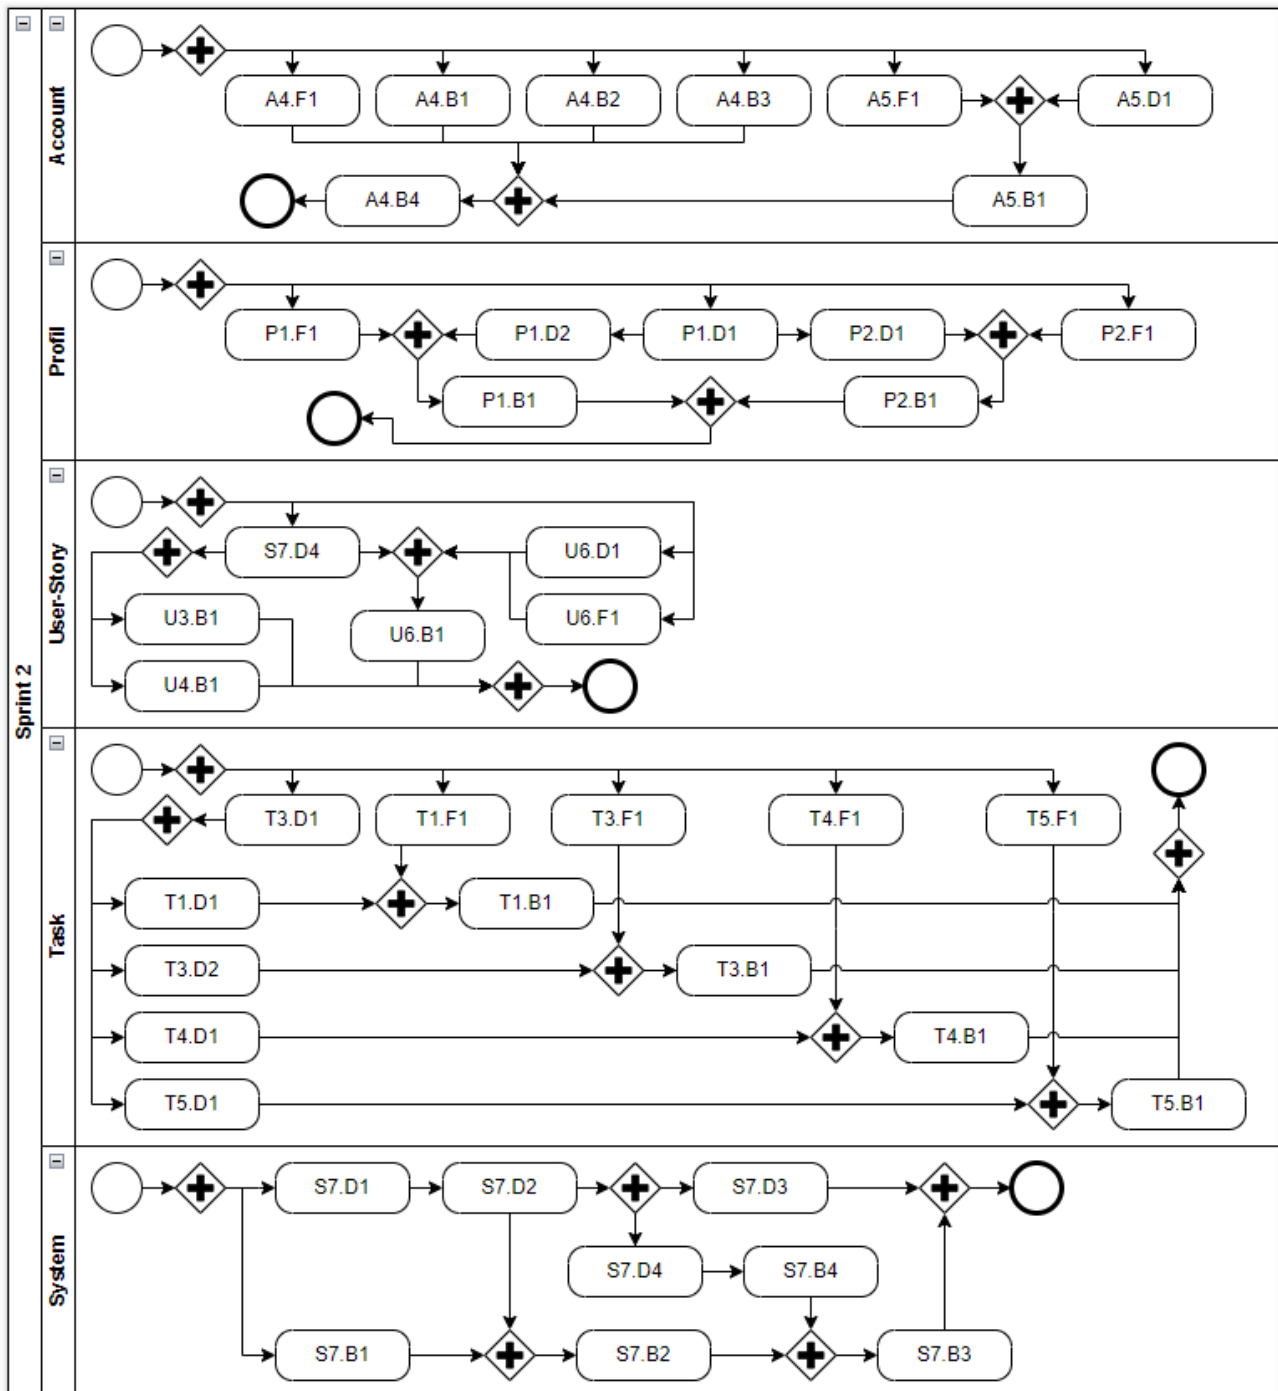 Sprint 2
Account
A4.F1
A4.B1
A4.B2
A4.B3
A5.F1
A5.D1
A4.B4
A5.B1
Profil
P1.F1
P1.D2
P1.D1
P2.D1
P2.F1
P1.B1
P2.B1
User-Story
S7.D4
U6.D1
U3.B1
U6.B1
U6.F1
U4.B1
Task
T3.D1
T1.F1
T3.F1
T4.F1
T5.F1
T1.D1
T1.B1
T3.D2
T3.B1
T4.D1
T4.B1
T5.D1
T5.B1
System
S7.D1
S7.D2
S7.D3
S7.D4
S7.B4
S7.B1
S7.B2
S7.B3